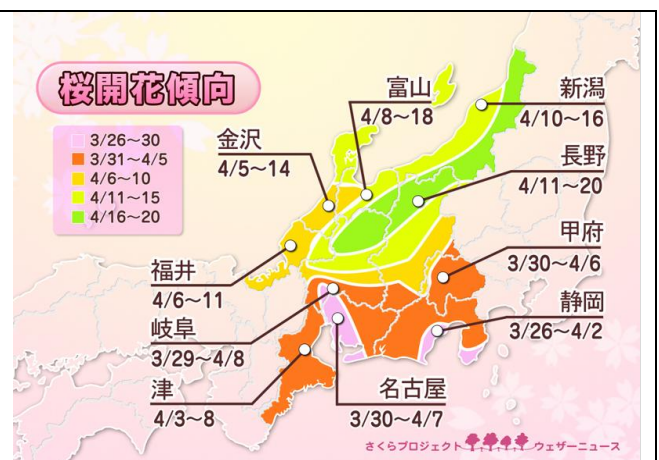 桜開花傾向
3/26～30
3/31～4/5
4/6～10
4/11～15
4/16～20
富山
4/8～18
新潟
4/10～16
金沢
4/5～14
長野
4/11～20
甲府
3/30～4/6
福井
4/6～11
静岡
3/26～4/2
岐阜
3/29～4/8
津
4/3～8
名古屋
3/30～4/7
さくらプロジェクト ウェザーニュース